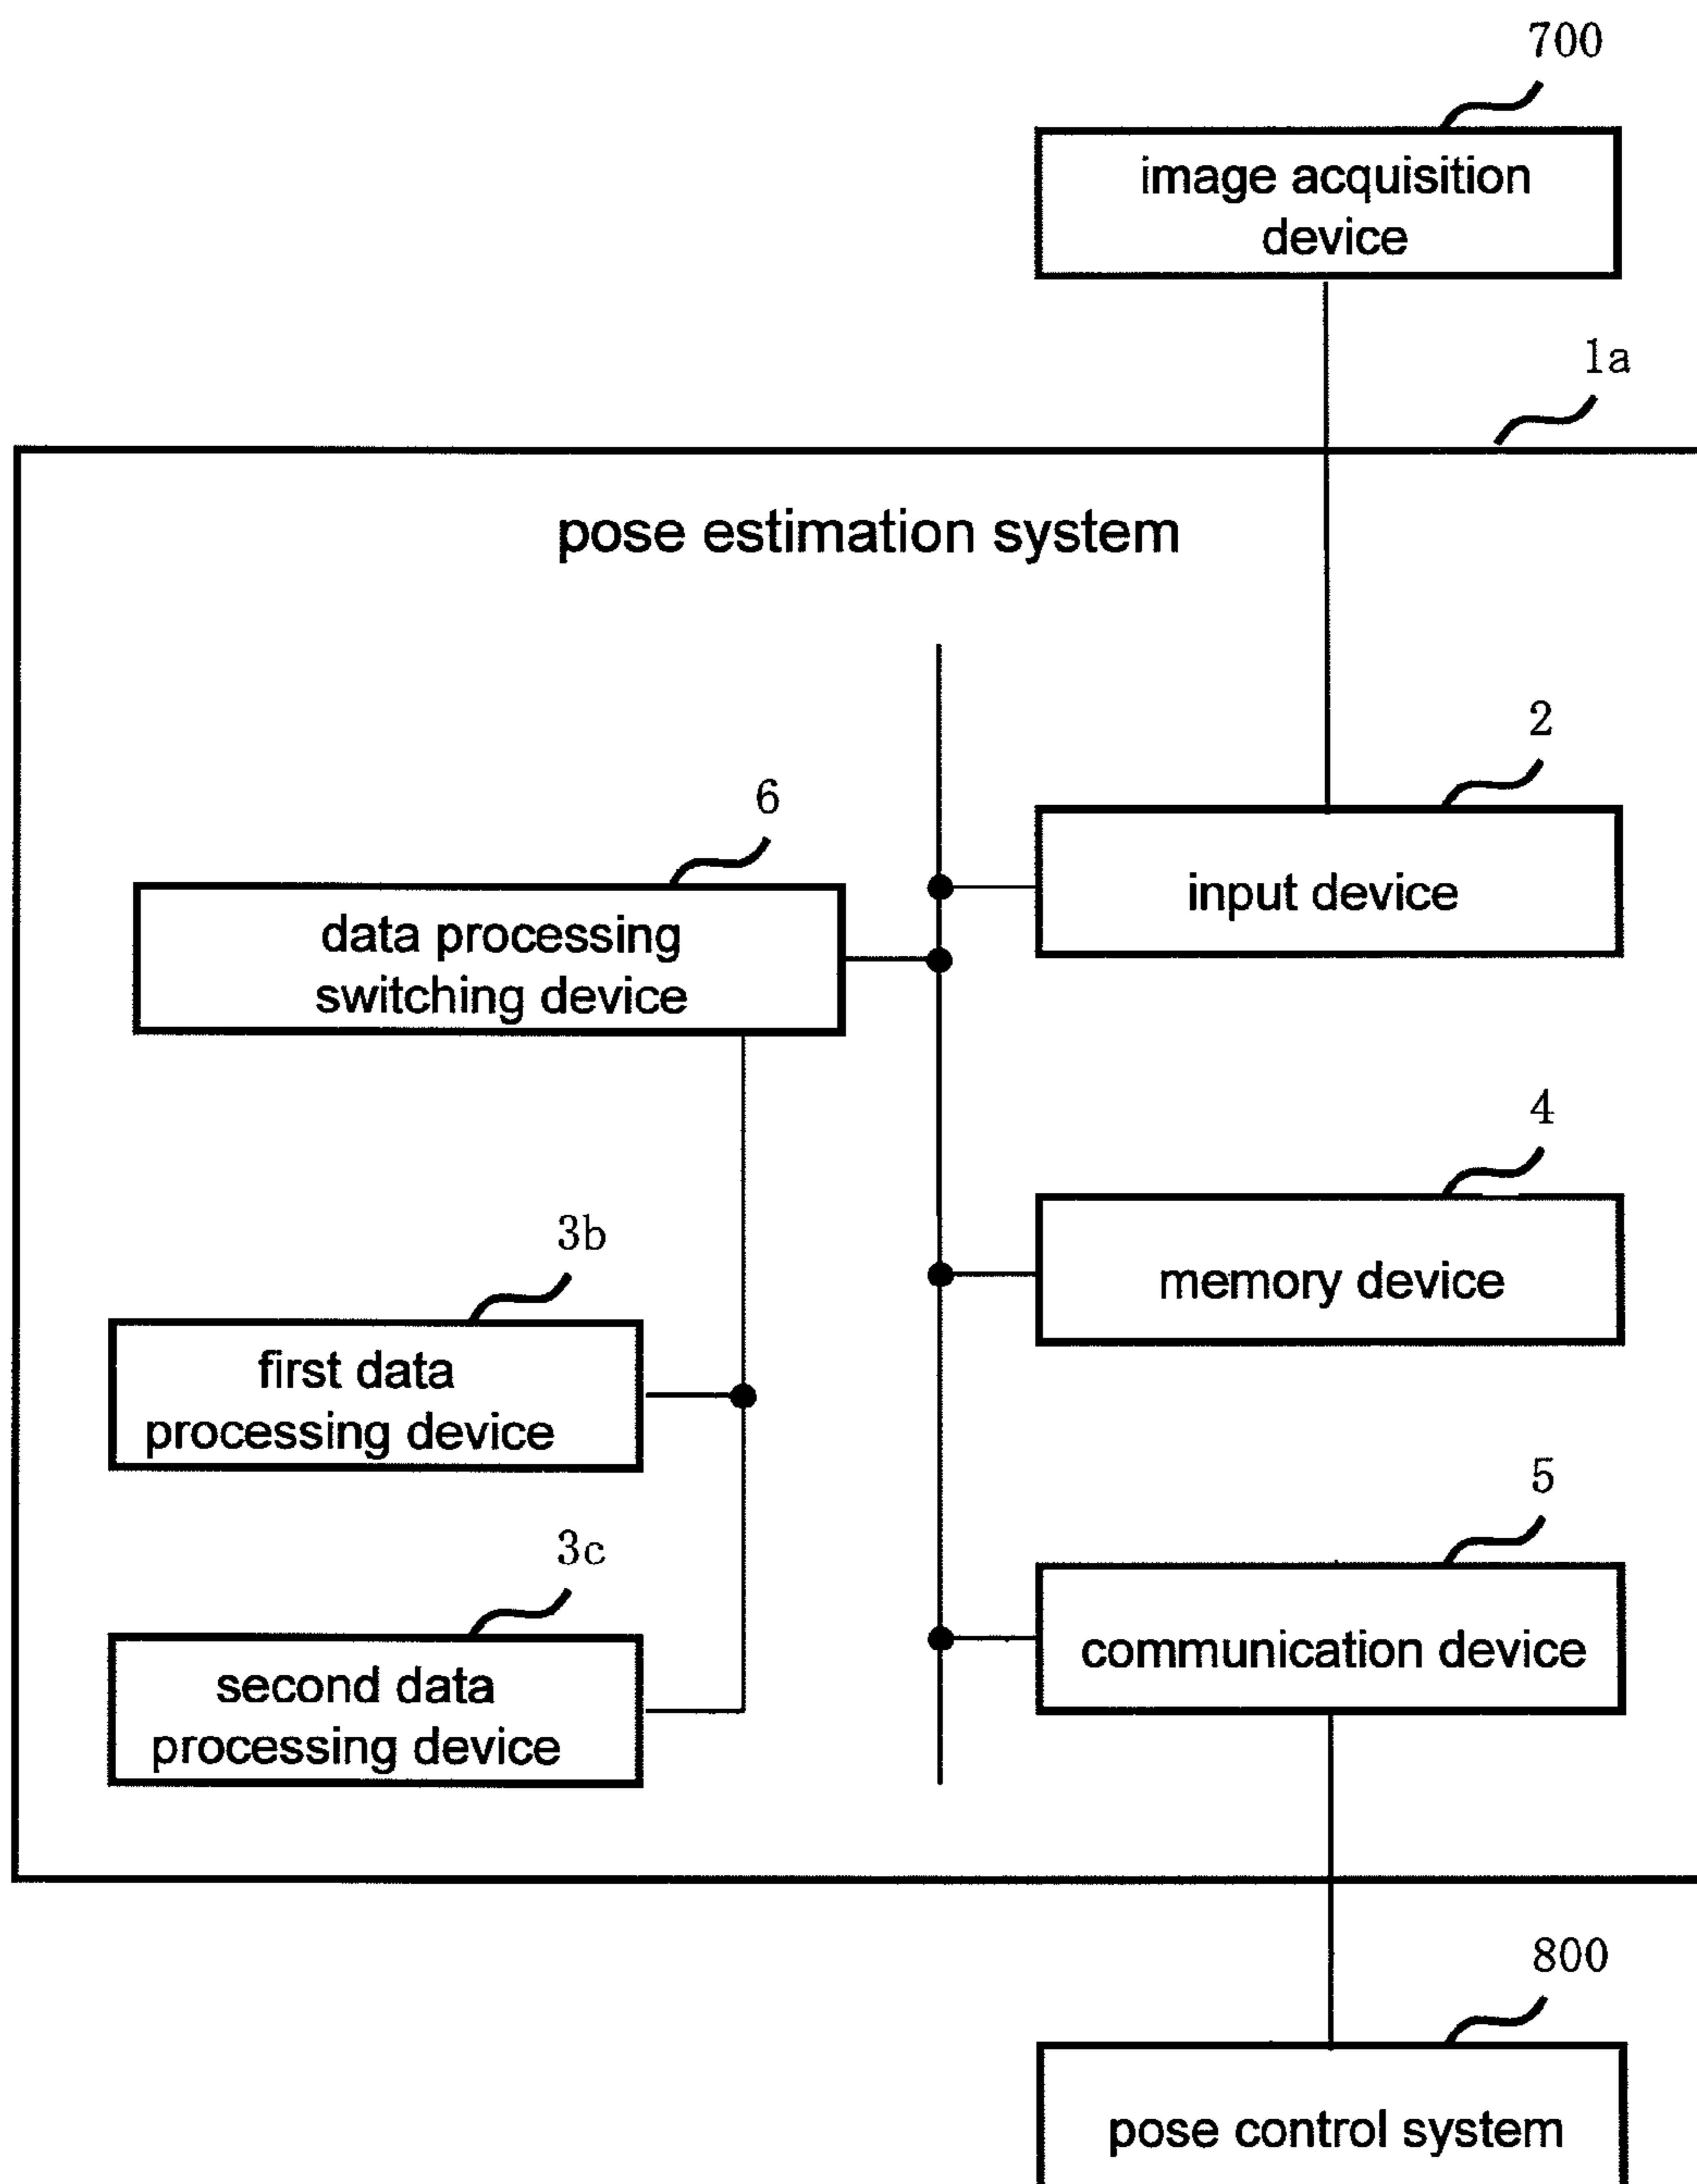 700
image acquisition
device
1a
pose estimation system
2
input device
6
data processing
switching device
4
memory device
3b
first data
processing device
5
communication device
3c
second data
processing device
800
pose control system